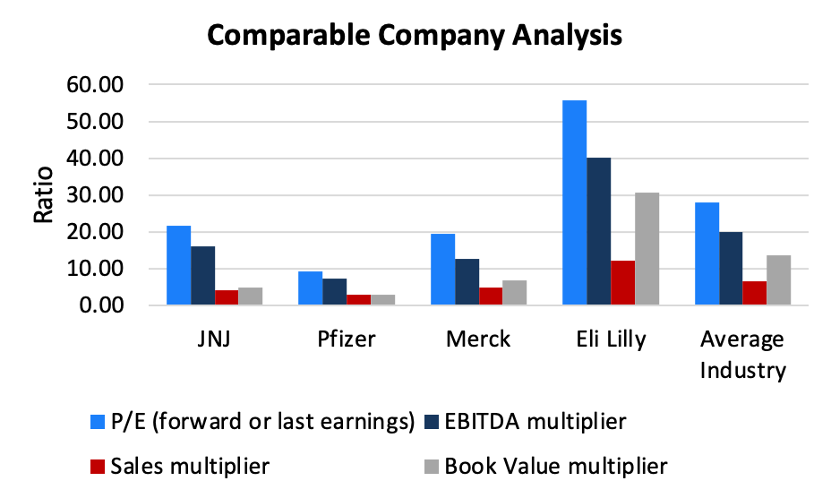 Comparable Company Analysis
Ratio
60.00
50.00
40.00
30.00
20.00
10.00
0.00
JNJ
Pfizer
Merck
Eli Lilly
Average
Industry
P/E (forward or last earnings)
EBITDA multiplier
Sales multiplier
Book Value multiplier